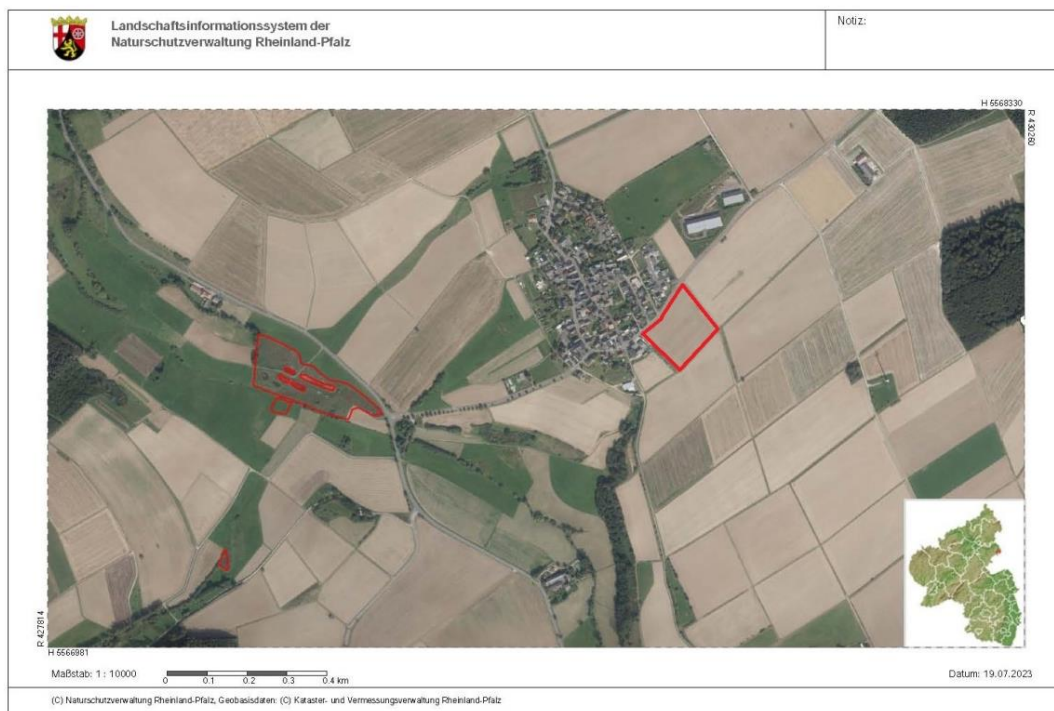 Landschaftsinformationssystem der
Naturschutzverwaltung Rheinland-Pfalz
Notiz:
H 5568330
R 430260
R 427814
H 5566981
Maßstab: 1 : 10000
0 0.1 0.2 0.3 0.4 km
Datum: 19.07.2023
(C) Naturschutzverwaltung Rheinland-Pfalz, Geobasisdaten: (C) Kataster- und Vermessungsverwaltung Rheinland-Pfalz